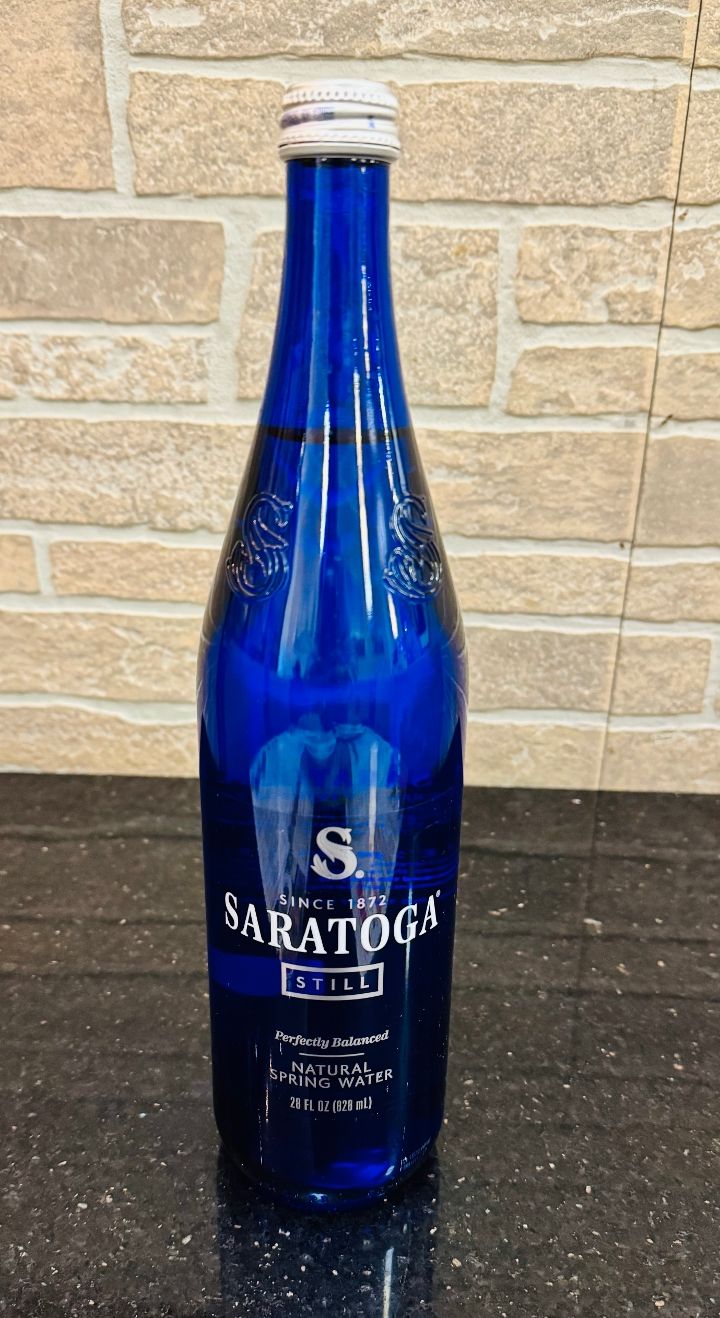 S.
SINCE 1872
SARATOGA®
STILL
Perfectly Balanced
NATURAL
SPRING WATER
28 FL OZ (828 mL)